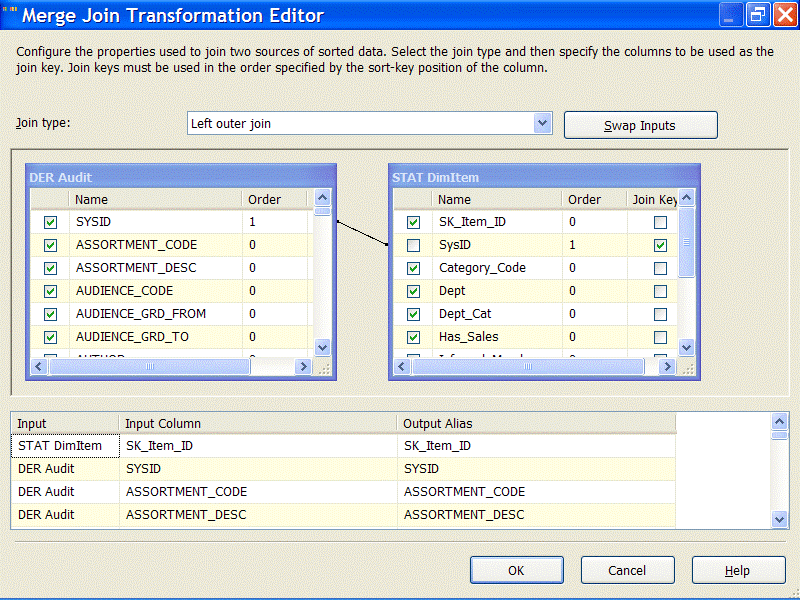 Merge Join Transformation Editor
Configure the properties used to join two sources of sorted data. Select the join type and then specify the columns to be used as the
join key. Join keys must be used in the order specified by the sort-key position of the column.
Join type: Left outer join Swap Inputs
DER Audit
Name Order
SYSID 1
ASSORTMENT_CODE 0
ASSORTMENT_DESC 0
AUDIENCE_CODE 0
AUDIENCE_GRD_FROM 0
AUDIENCE_GRD_TO 0
STAT DimItem
Name Order Join Key
SK_Item_ID 0
SysID 1
Category_Code 0
Dept 0
Dept_Cat 0
Has_Sales 0
Input Input Column Output Alias
STAT DimItem SK_Item_ID SK_Item_ID
DER Audit SYSID SYSID
DER Audit ASSORTMENT_CODE ASSORTMENT_CODE
DER Audit ASSORTMENT_DESC ASSORTMENT_DESC
OK Cancel Help